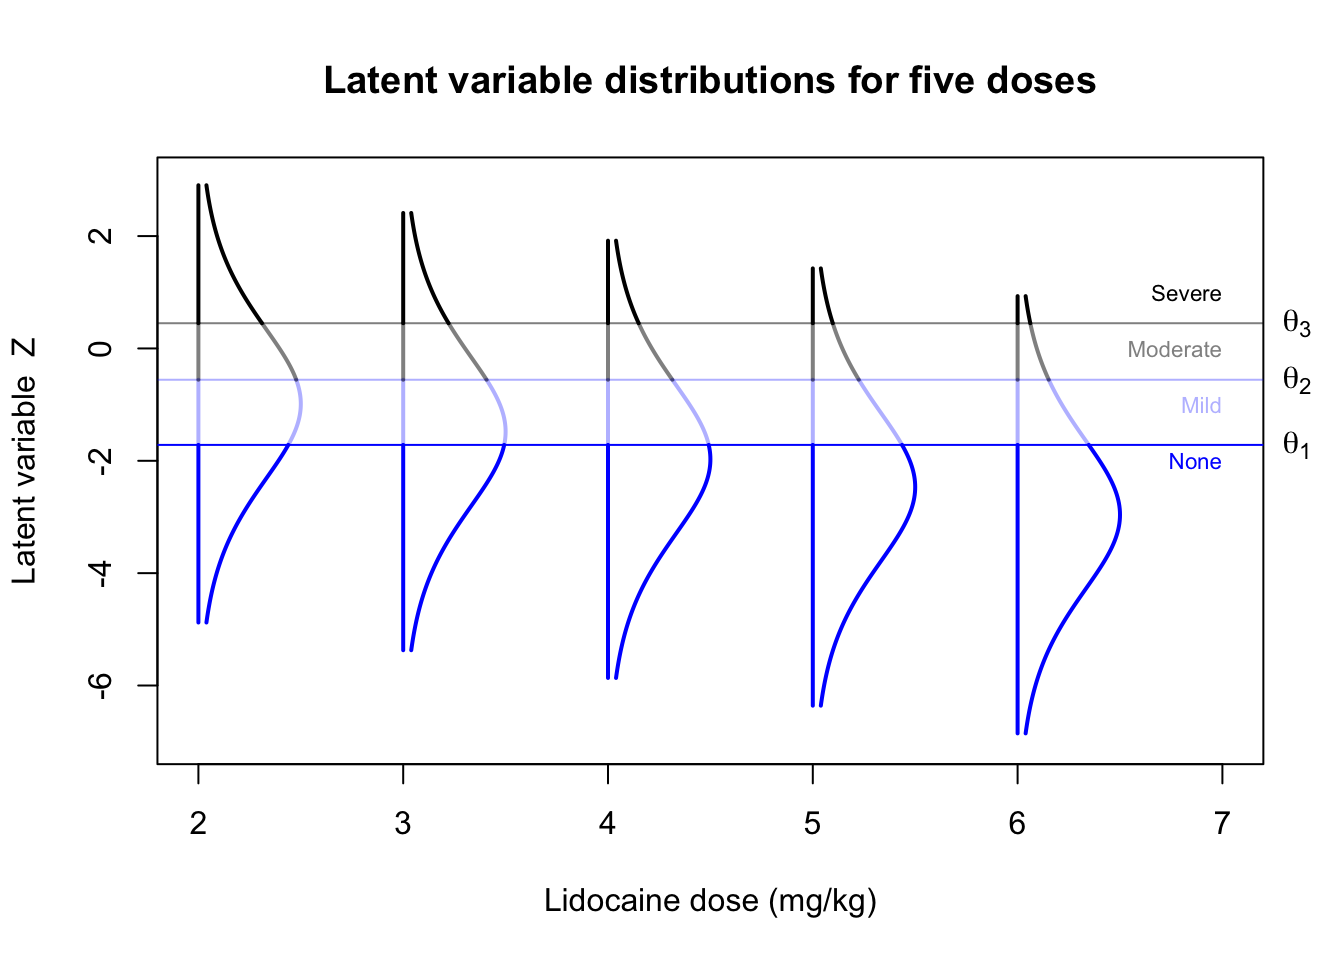 Latent variable distributions for five doses
Latent variable Z
2
0
-2
-4
-6
Severe
θ3
Moderate
θ2
Mild
θ1
None
2 3 4 5 6 7
Lidocaine dose (mg/kg)